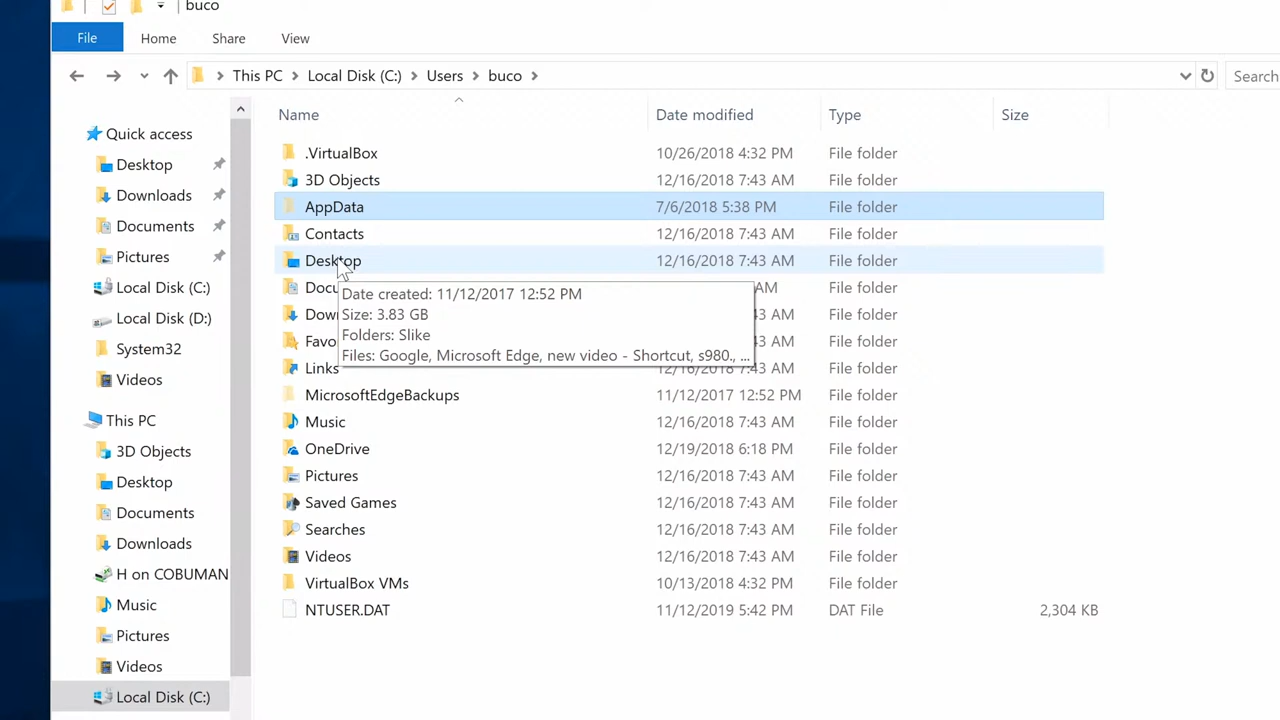 buco
File Home Share View
This PC Local Disk (C:) Users buco Search
Name Date modified Type Size
Quick access
Desktop
Downloads
Documents
Pictures
Local Disk (C:)
Local Disk (D:)
System32
Videos
This PC
3D Objects
Desktop
Documents
Downloads
H on COBUMAN
Music
Pictures
Videos
Local Disk (C:)
.VirtualBox 10/26/2018 4:32 PM File folder
3D Objects 12/16/2018 7:43 AM File folder
AppData 7/6/2018 5:38 PM File folder
Contacts 12/16/2018 7:43 AM File folder
Desktop 12/16/2018 7:43 AM File folder
Docu AM File folder
Date created: 11/12/2017 12:52 PM
Size: 3.83 GB
Folders: Slike
Files: Google, Microsoft Edge, new video - Shortcut, s980., ...
Dow File folder
Favo File folder
Links 12/16/2018 7:43 AM File folder
MicrosoftEdgeBackups 11/12/2017 12:52 PM File folder
Music 12/16/2018 7:43 AM File folder
OneDrive 12/19/2018 6:18 PM File folder
Pictures 12/16/2018 7:43 AM File folder
Saved Games 12/16/2018 7:43 AM File folder
Searches 12/16/2018 7:43 AM File folder
Videos 12/16/2018 7:43 AM File folder
VirtualBox VMs 10/13/2018 4:32 PM File folder
NTUSER.DAT 11/12/2019 5:42 PM DAT File 2,304 KB